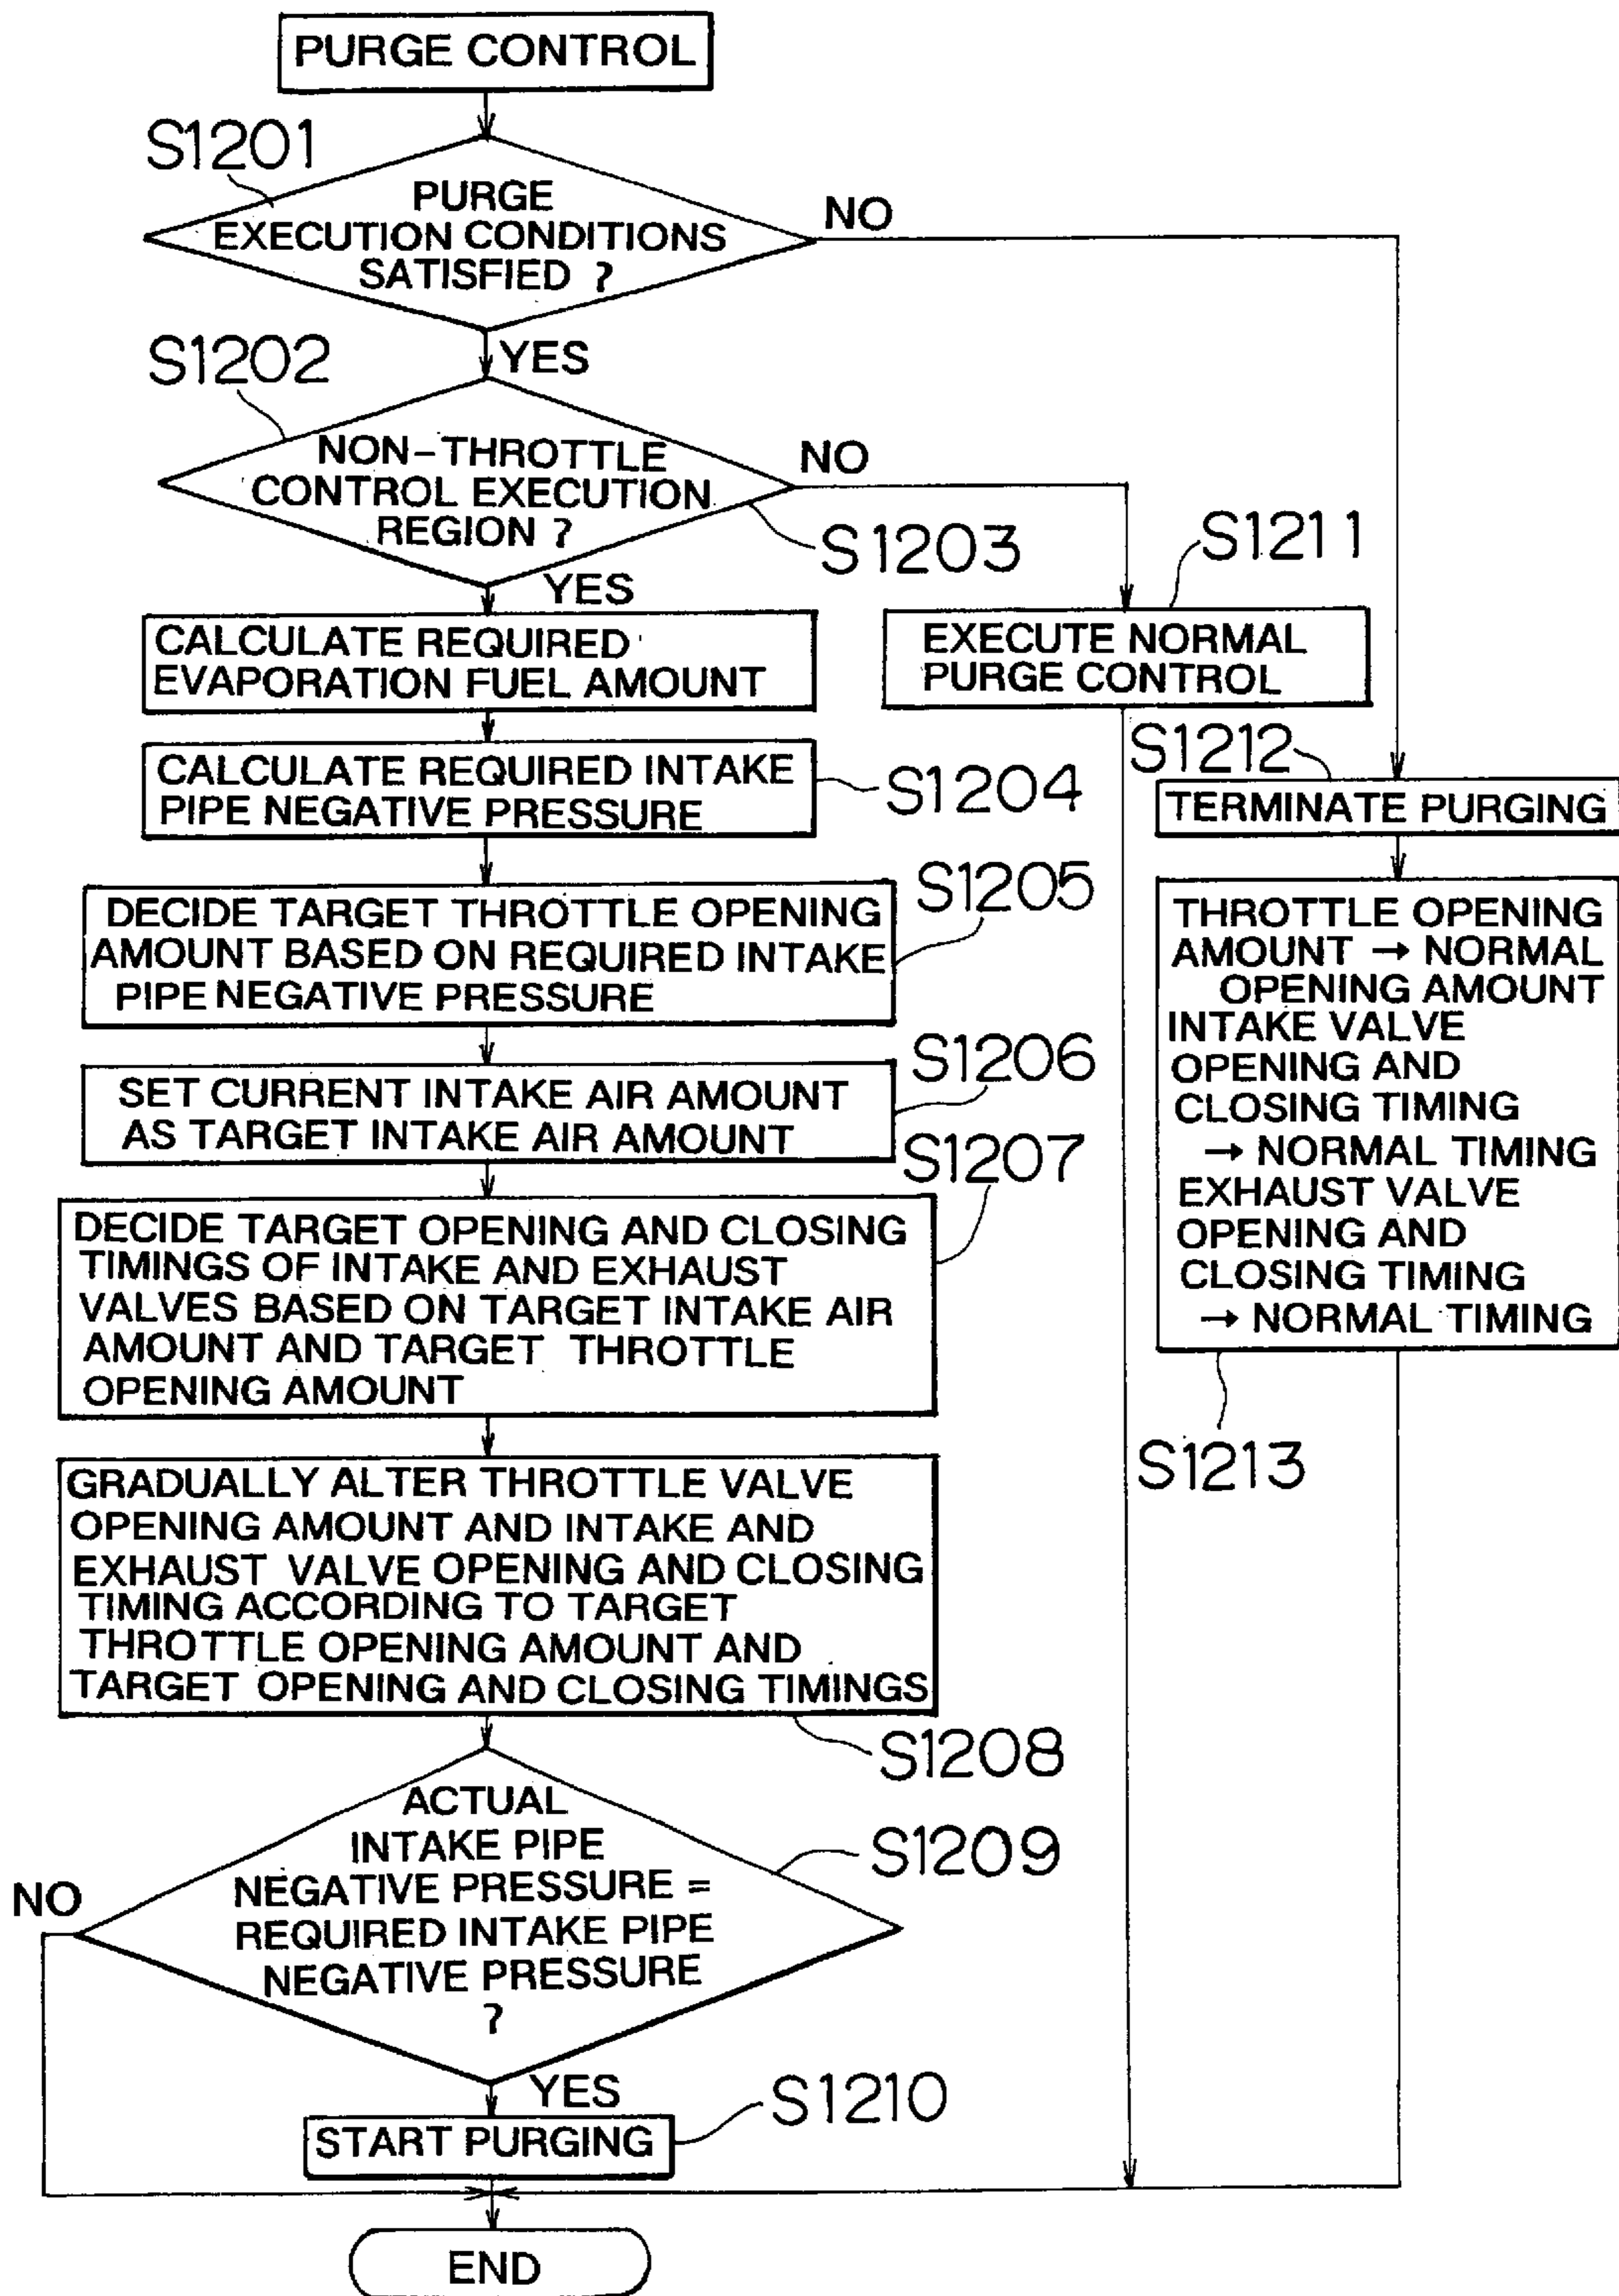 PURGE CONTROL
S1201
PURGE
EXECUTION CONDITIONS
SATISFIED ?
NO
YES
S1202
NON-THROTTLE
CONTROL EXECUTION
REGION ?
NO
S1203
YES
S1211
CALCULATE REQUIRED
EVAPORATION FUEL AMOUNT
EXECUTE NORMAL
PURGE CONTROL
CALCULATE REQUIRED INTAKE
PIPE NEGATIVE PRESSURE
S1204
S1212
TERMINATE PURGING
DECIDE TARGET THROTTLE OPENING
AMOUNT BASED ON REQUIRED INTAKE
PIPE NEGATIVE PRESSURE
S1205
SET CURRENT INTAKE AIR AMOUNT
AS TARGET INTAKE AIR AMOUNT
S1206
THROTTLE OPENING
AMOUNT → NORMAL
OPENING AMOUNT
INTAKE VALVE
OPENING AND
CLOSING TIMING
→ NORMAL TIMING
EXHAUST VALVE
OPENING AND
CLOSING TIMING
→ NORMAL TIMING
S1213
S1207
DECIDE TARGET OPENING AND CLOSING
TIMINGS OF INTAKE AND EXHAUST
VALVES BASED ON TARGET INTAKE AIR
AMOUNT AND TARGET THROTTLE
OPENING AMOUNT
GRADUALLY ALTER THROTTLE VALVE
OPENING AMOUNT AND INTAKE AND
EXHAUST VALVE OPENING AND CLOSING
TIMING ACCORDING TO TARGET
THROTTLE OPENING AMOUNT AND
TARGET OPENING AND CLOSING TIMINGS
S1208
ACTUAL
INTAKE PIPE
NEGATIVE PRESSURE =
REQUIRED INTAKE PIPE
NEGATIVE PRESSURE
?
S1209
NO
YES
S1210
START PURGING
END